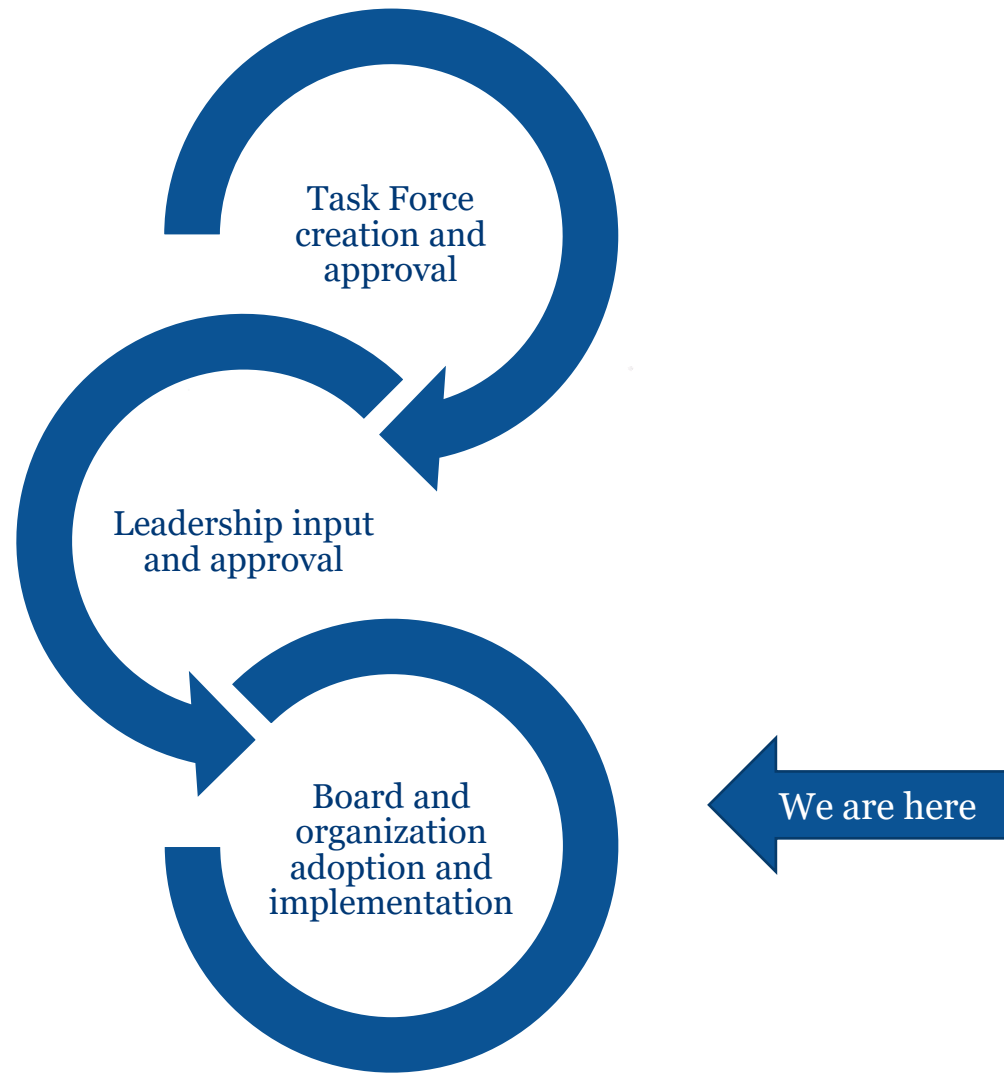 Task Force
creation and
approval
Leadership input
and approval
Board and
organization
adoption and
implementation
We are here